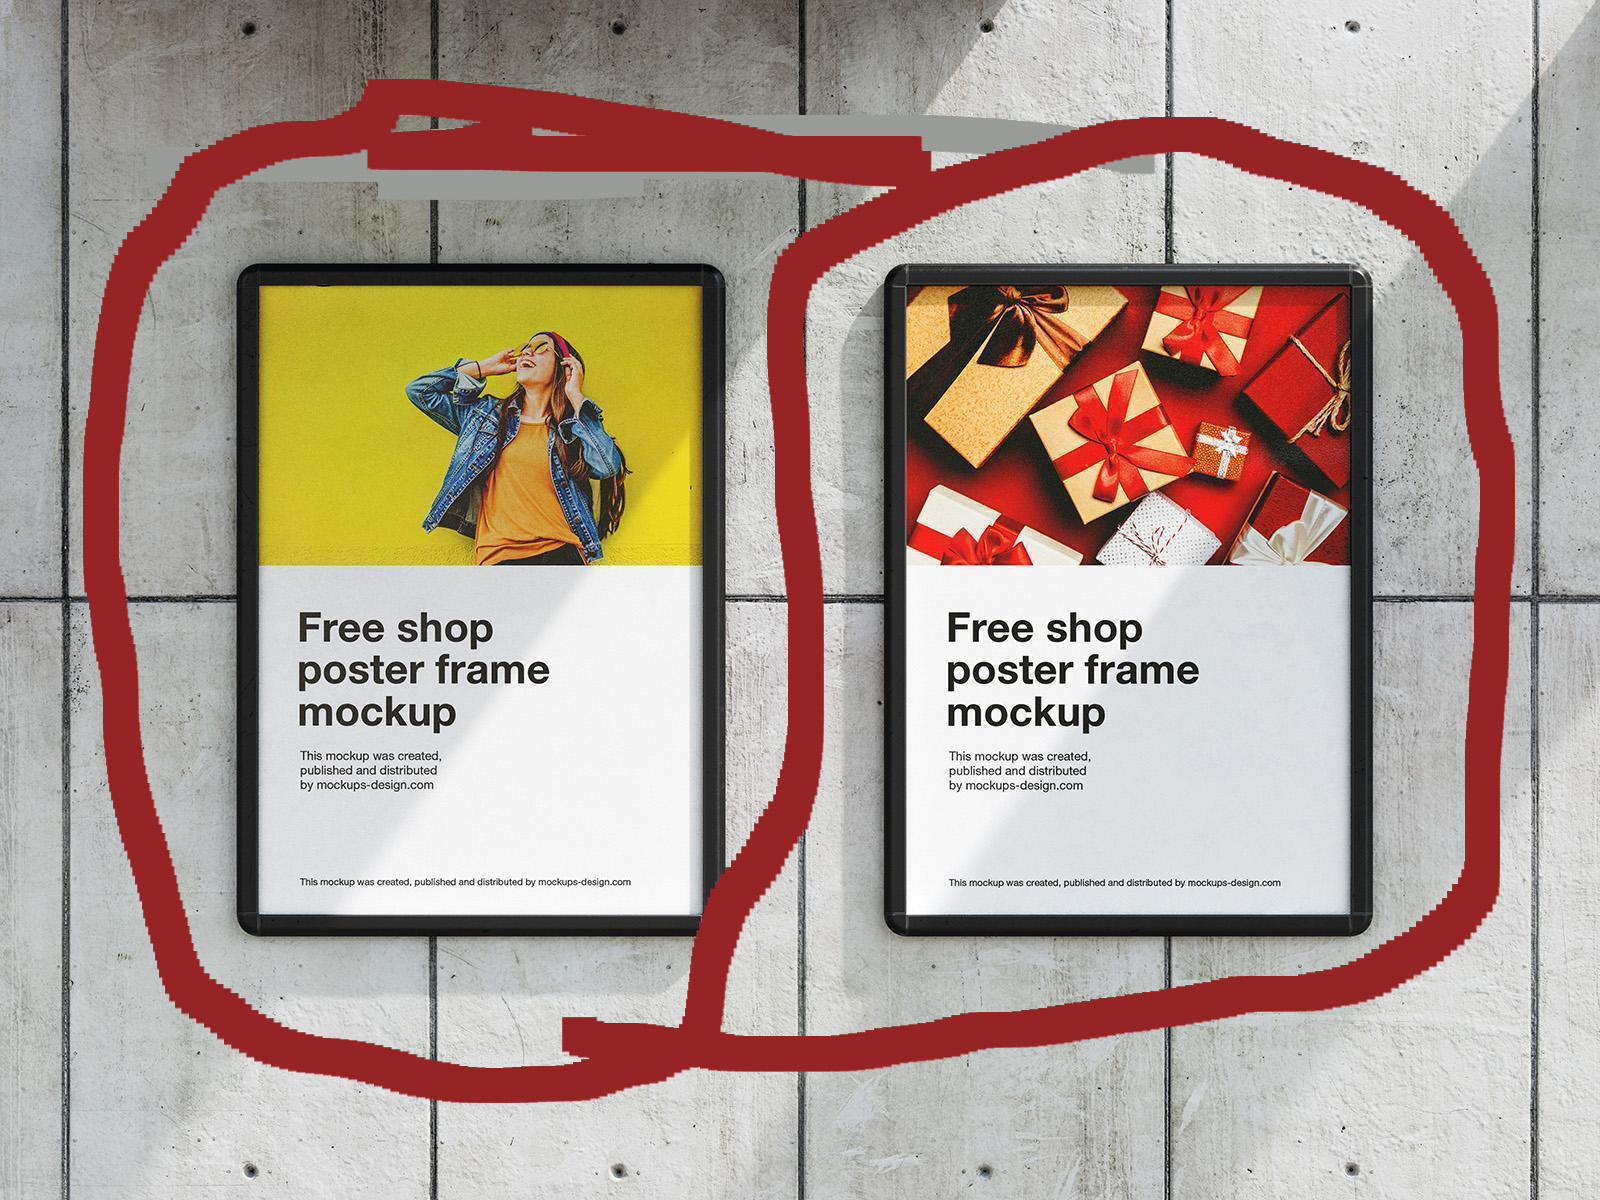 Free shop
poster frame
mockup
This mockup was created,
published and distributed
by mockups-design.com
This mockup was created, published and distributed by mockups-design.com
Free shop
poster frame
mockup
This mockup was created,
published and distributed
by mockups-design.com
This mockup was created, published and distributed by mockups-design.com